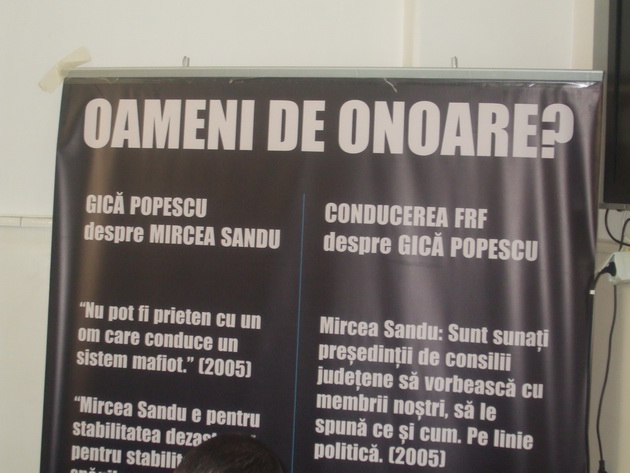 OAMENI DE ONOARE?
GICĂ POPESCU
despre MIRCEA SANDU
"Nu pot fi prieten cu un
om care conduce un
sistem mafiot." (2005)
"Mircea Sandu e pentru
stabilitatea
pentru
CONDUCEREA FRF
despre GICĂ POPESCU
Mircea Sandu: Sunt sunați
președinții de consilii
județene să vorbească cu
membrii noștri, să le
spună ce și cum. Pe linie
politică. (2005)